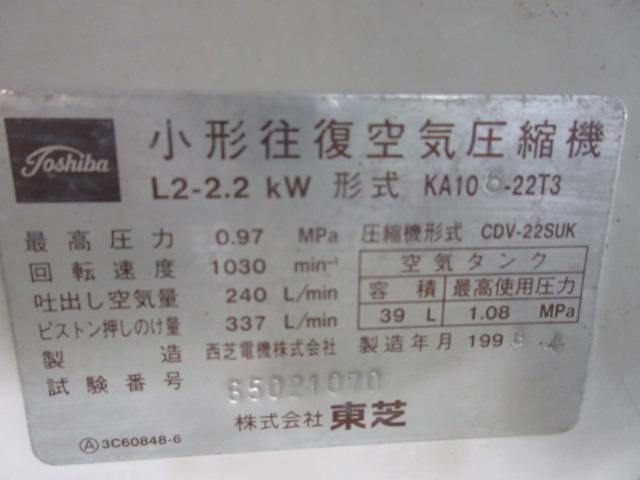 Toshiba
小形往復空気圧縮機
L2-2.2 kW 形式 KA10 -22T3
最高圧力 0.97 MPa 圧縮機形式 CDV-22SUK
回転速度 1030 min⁻¹ 空気タンク
吐出し空気量 240 L/min 容積 最高使用圧力
ピストン押しのけ量 337 L/min 39 L 1.08 MPa
製造 西芝電機株式会社 製造年月 199 . 4
試験番号 65021070
株式会社 東芝
Ⓐ 3C60848-6